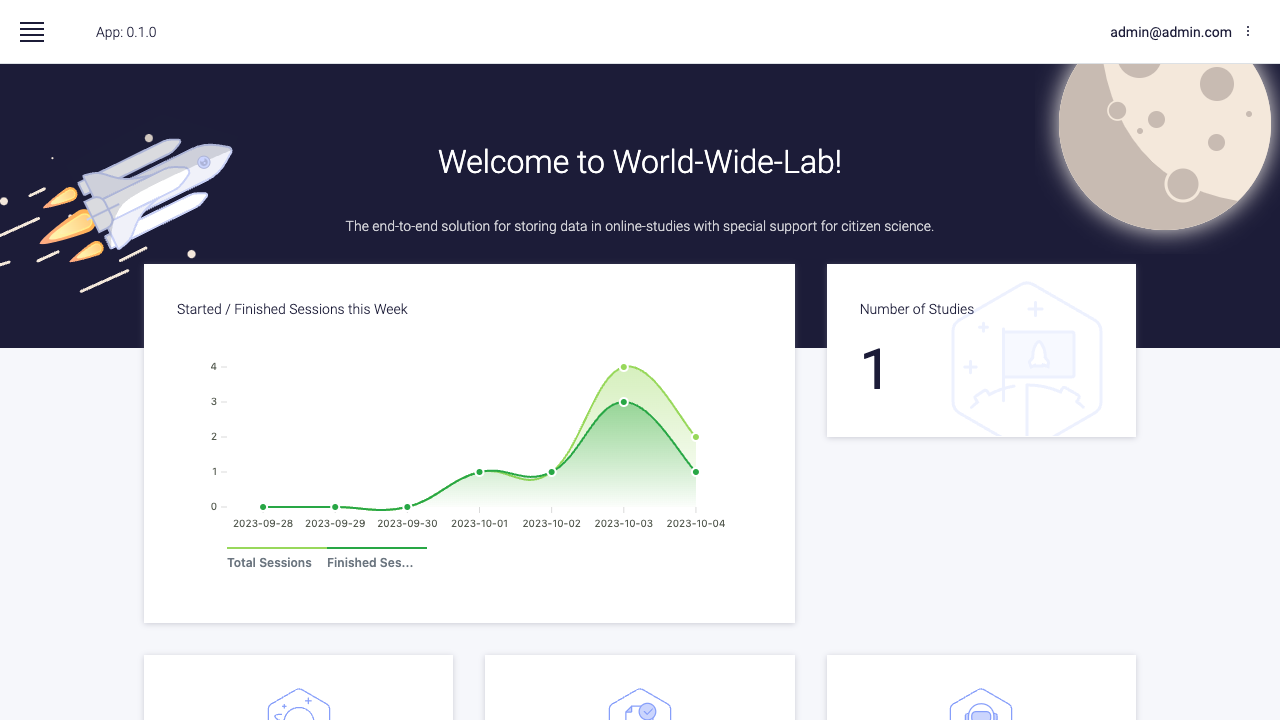 App: 0.1.0
admin@admin.com
Welcome to World-Wide-Lab!
The end-to-end solution for storing data in online-studies with special support for citizen science.
Started / Finished Sessions this Week
4
3
2
1
0
2023-09-28 2023-09-29 2023-09-30 2023-10-01 2023-10-02 2023-10-03 2023-10-04
Total Sessions Finished Ses...
Number of Studies
1